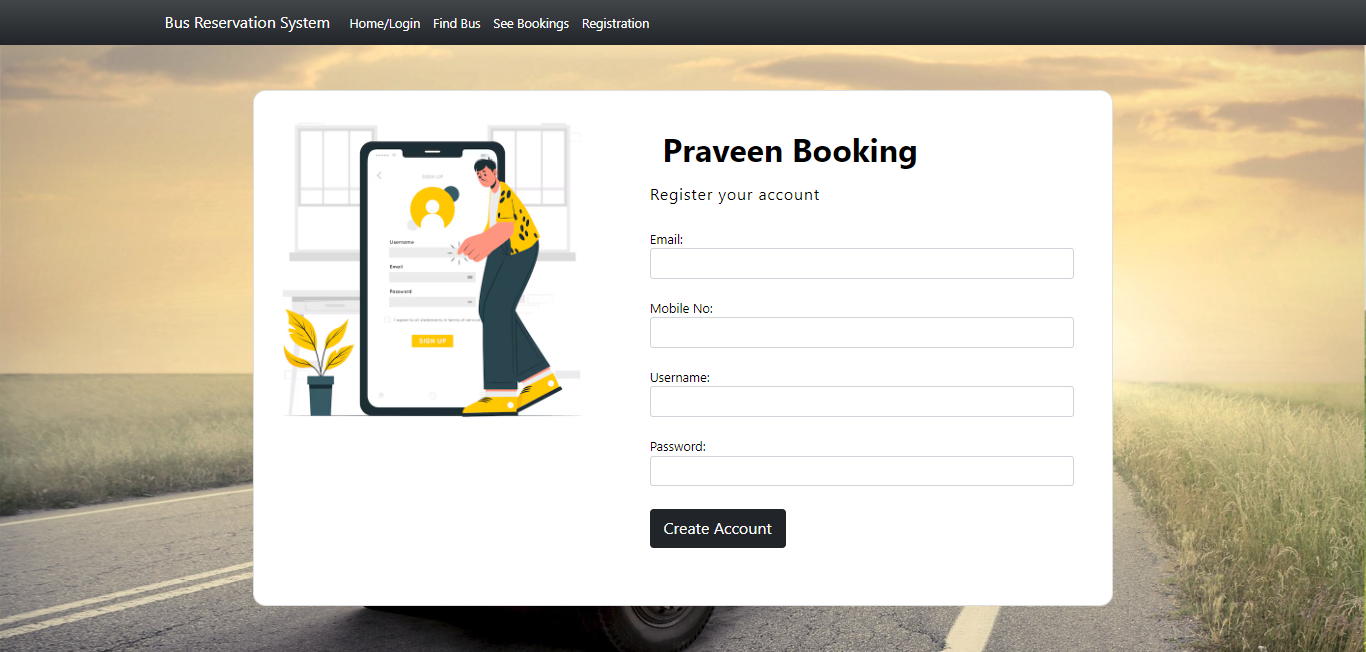 Bus Reservation System Home/Login Find Bus See Bookings Registration
Praveen Booking
Register your account
Email:
Mobile No:
Username:
Password:
Create Account
SIGN UP
Username
Email
Password
I agree to all statements in terms of service
SIGN UP